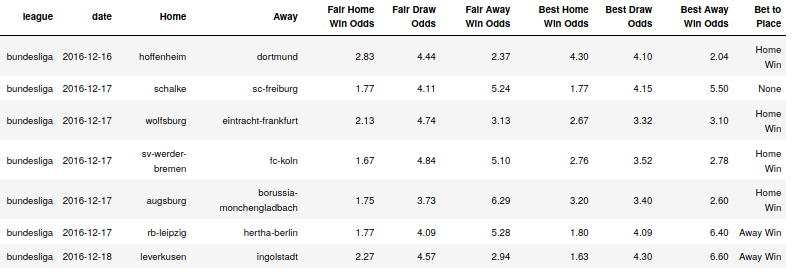 league date Home Away Fair Home Win Odds Fair Draw Odds Fair Away Win Odds Best Home Win Odds Best Draw Odds Best Away Win Odds Bet to Place
bundesliga 2016-12-16 hoffenheim dortmund 2.83 4.44 2.37 4.30 4.10 2.04 Home Win
bundesliga 2016-12-17 schalke sc-freiburg 1.77 4.11 5.24 1.77 4.15 5.50 None
bundesliga 2016-12-17 wolfsburg eintracht-frankfurt 2.13 4.74 3.13 2.67 3.32 3.10 Home Win
bundesliga 2016-12-17 sv-werder-bremen fc-koln 1.67 4.84 5.10 2.76 3.52 2.78 Home Win
bundesliga 2016-12-17 augsburg borussia-monchengladbach 1.75 3.73 6.29 3.20 3.40 2.60 Home Win
bundesliga 2016-12-17 rb-leipzig hertha-berlin 1.77 4.09 5.28 1.80 4.09 6.40 Away Win
bundesliga 2016-12-18 leverkusen ingolstadt 2.27 4.57 2.94 1.63 4.30 6.60 Away Win